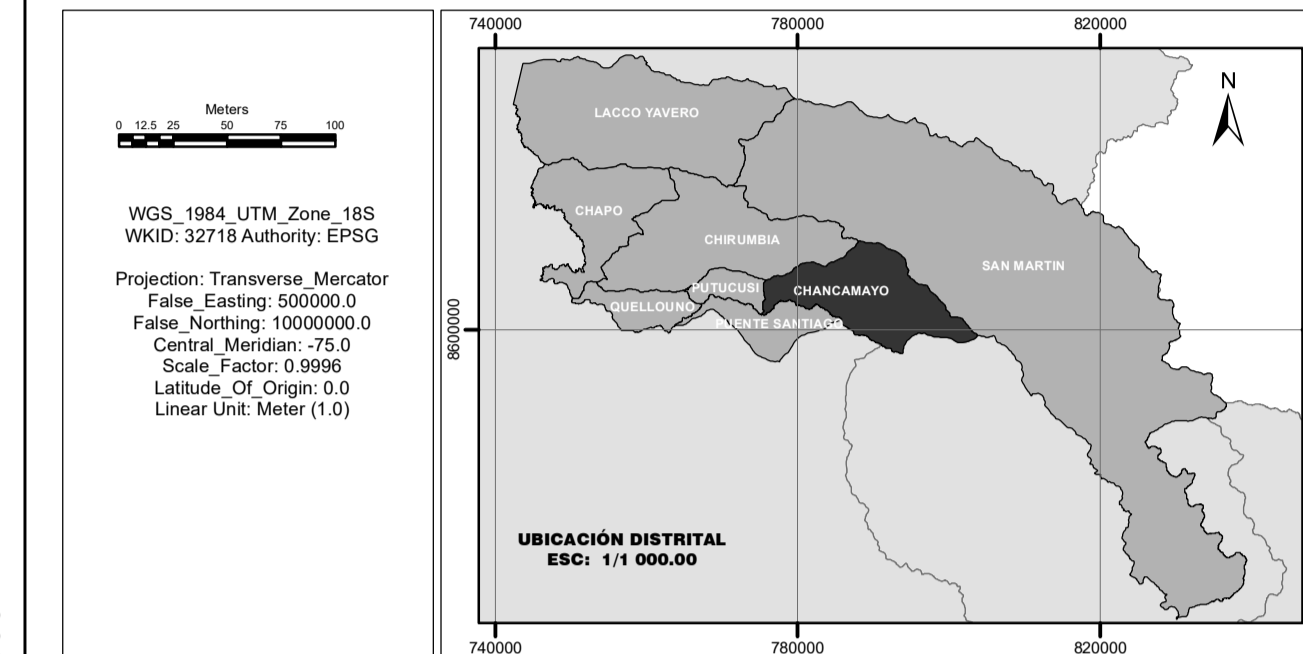 Meters
0 12.5 25 50 75 100
WGS_1984_UTM_Zone_18S
WKID: 32718 Authority: EPSG
Projection: Transverse_Mercator
False_Easting: 500000.0
False_Northing: 10000000.0
Central_Meridian: -75.0
Scale_Factor: 0.9996
Latitude_Of_Origin: 0.0
Linear Unit: Meter (1.0)
740000 780000 820000
N
LACCO YAVERO
CHAPO
CHIRUMBIA
SAN MARTIN
PUTUCUSI
CHANCAMAYO
QUELLOUNO
PUENTE SANTIAGO
8600000
UBICACIÓN DISTRITAL
ESC: 1/1 000.00
740000 780000 820000